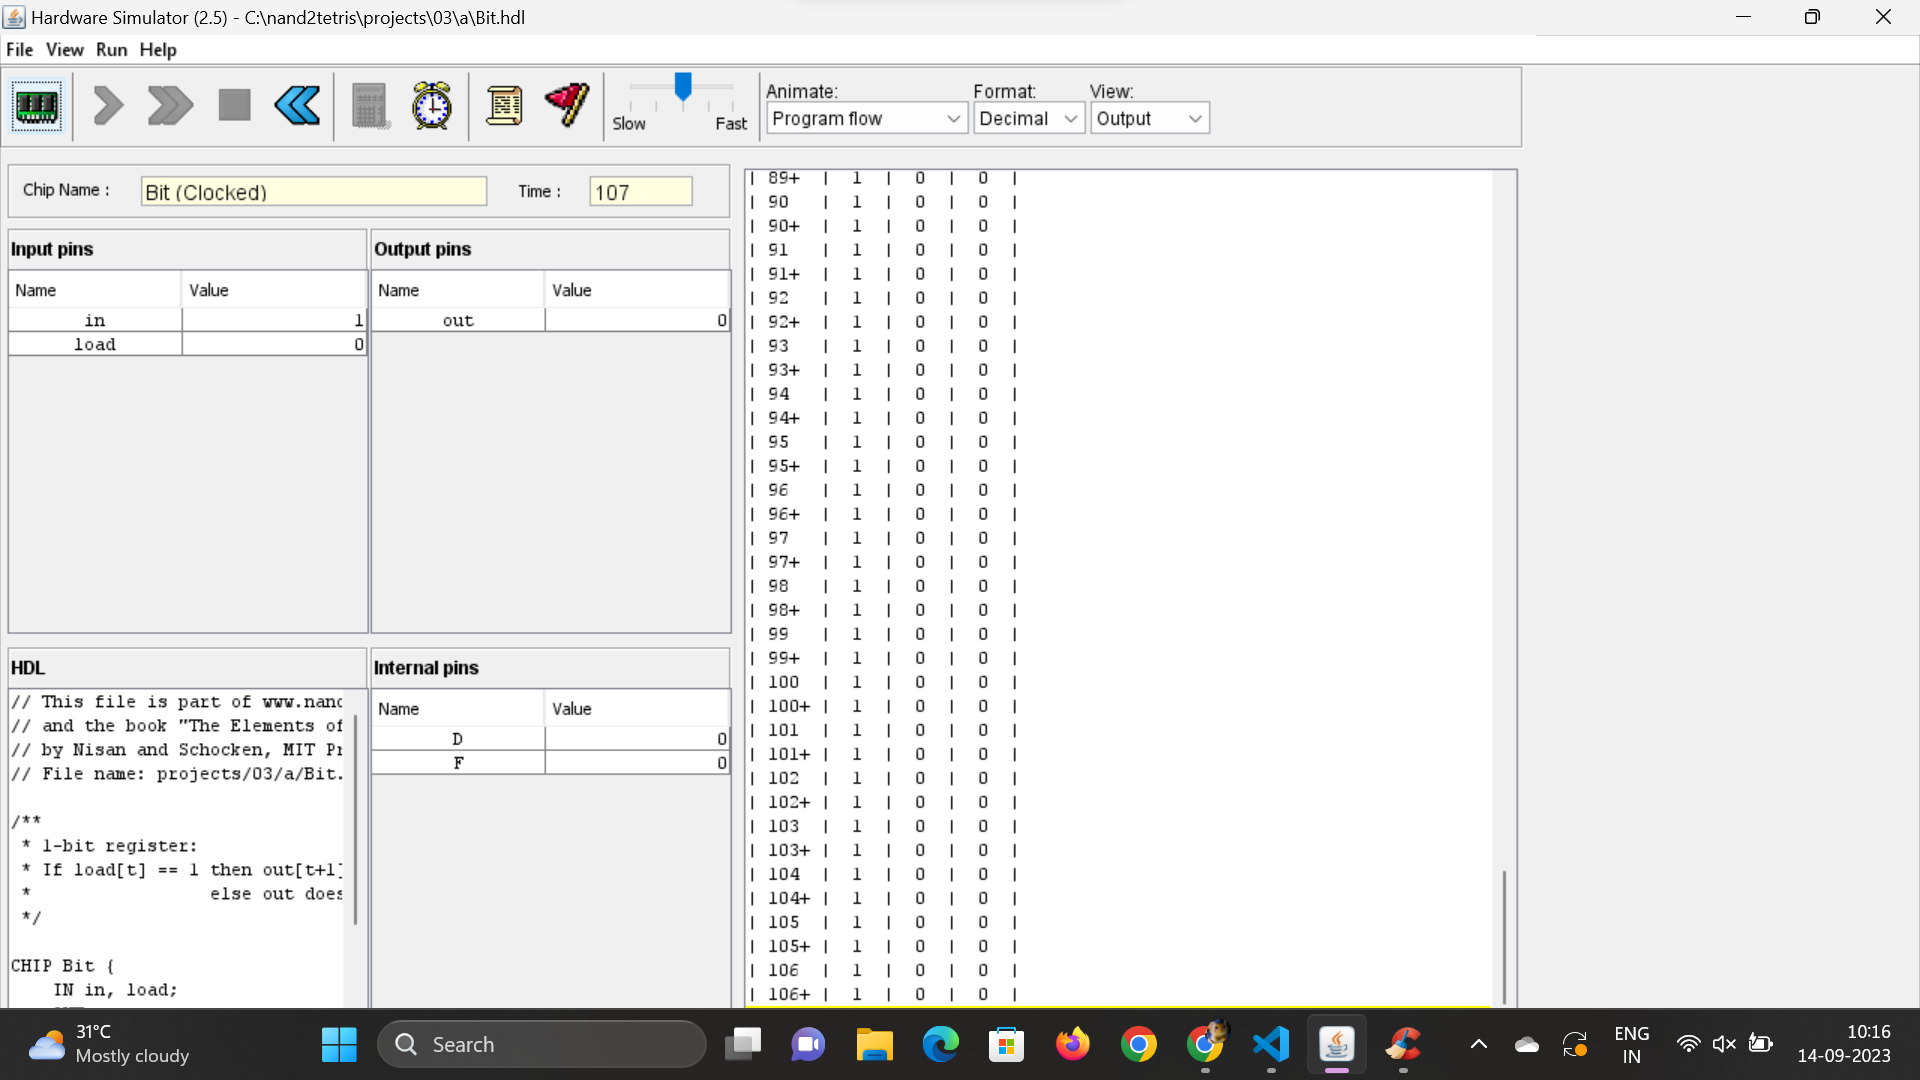 Hardware Simulator (2.5) - C:\nand2tetris\projects\03\a\Bit.hdl
File View Run Help
Slow Fast
Animate: Format: View:
Program flow Decimal Output
Chip Name : Bit (Clocked) Time : 107
Input pins
Name Value
in 1
load 0
Output pins
Name Value
out 0
HDL
// This file is part of www.nanc
// and the book "The Elements of
// by Nisan and Schocken, MIT Pr
// File name: projects/03/a/Bit.
/**
* 1-bit register:
* If load[t] == 1 then out[t+1]
* else out does
*/
CHIP Bit {
IN in, load;
Internal pins
Name Value
D 0
F 0
| 89+ | 1 | 0 | 0 |
| 90 | 1 | 0 | 0 |
| 90+ | 1 | 0 | 0 |
| 91 | 1 | 0 | 0 |
| 91+ | 1 | 0 | 0 |
| 92 | 1 | 0 | 0 |
| 92+ | 1 | 0 | 0 |
| 93 | 1 | 0 | 0 |
| 93+ | 1 | 0 | 0 |
| 94 | 1 | 0 | 0 |
| 94+ | 1 | 0 | 0 |
| 95 | 1 | 0 | 0 |
| 95+ | 1 | 0 | 0 |
| 96 | 1 | 0 | 0 |
| 96+ | 1 | 0 | 0 |
| 97 | 1 | 0 | 0 |
| 97+ | 1 | 0 | 0 |
| 98 | 1 | 0 | 0 |
| 98+ | 1 | 0 | 0 |
| 99 | 1 | 0 | 0 |
| 99+ | 1 | 0 | 0 |
| 100 | 1 | 0 | 0 |
| 100+ | 1 | 0 | 0 |
| 101 | 1 | 0 | 0 |
| 101+ | 1 | 0 | 0 |
| 102 | 1 | 0 | 0 |
| 102+ | 1 | 0 | 0 |
| 103 | 1 | 0 | 0 |
| 103+ | 1 | 0 | 0 |
| 104 | 1 | 0 | 0 |
| 104+ | 1 | 0 | 0 |
| 105 | 1 | 0 | 0 |
| 105+ | 1 | 0 | 0 |
| 106 | 1 | 0 | 0 |
| 106+ | 1 | 0 | 0 |
31°C
Mostly cloudy
Search
ENG
IN
10:16
14-09-2023